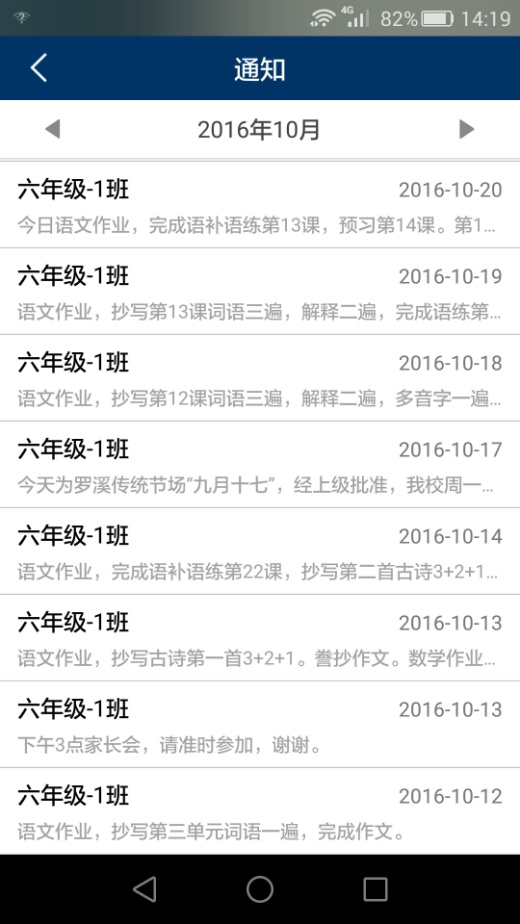 4G 82% 14:19
通知
2016年10月
六年级-1班 2016-10-20
今日语文作业，完成语补语练第13课，预习第14课。第1...
六年级-1班 2016-10-19
语文作业，抄写第13课词语三遍，解释二遍，完成语练第...
六年级-1班 2016-10-18
语文作业，抄写第12课词语三遍，解释二遍，多音字一遍...
六年级-1班 2016-10-17
今天为罗溪传统节场“九月十七”，经上级批准，我校周一...
六年级-1班 2016-10-14
语文作业，完成语补语练第22课，抄写第二首古诗3+2+1...
六年级-1班 2016-10-13
语文作业，抄写古诗第一首3+2+1。誊抄作文。数学作业...
六年级-1班 2016-10-13
下午3点家长会，请准时参加，谢谢。
六年级-1班 2016-10-12
语文作业，抄写第三单元词语一遍，完成作文。